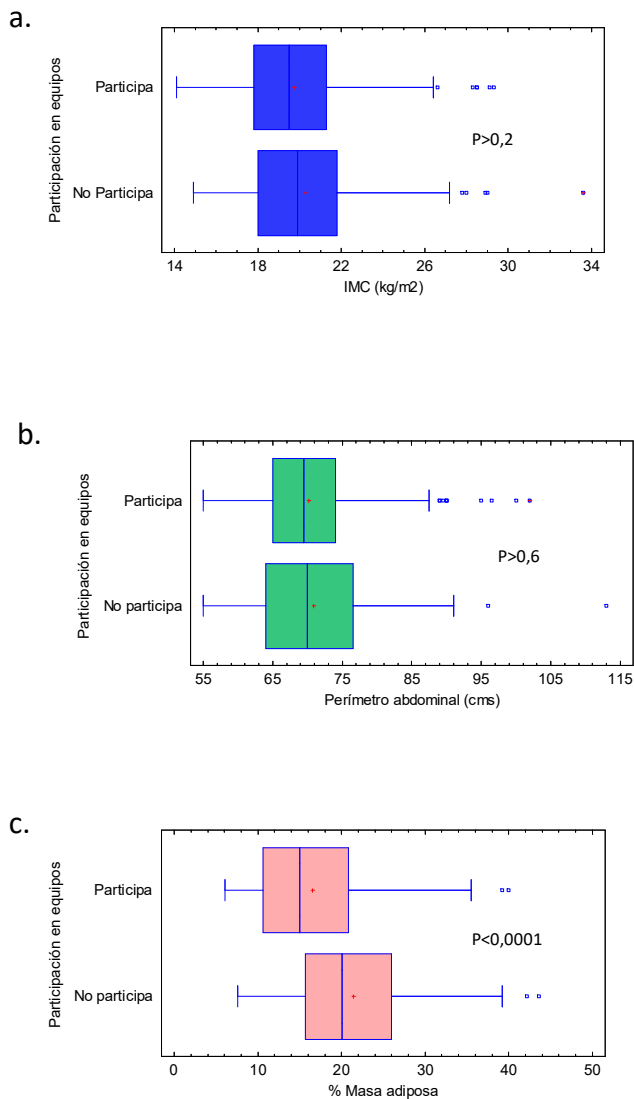 a.
Participación en equipos
Participa
No Participa
P>0,2
14 18 22 26 30 34
IMC (kg/m2)
b.
Participación en equipos
Participa
No participa
P>0,6
55 65 75 85 95 105 115
Perímetro abdominal (cms)
c.
Participación en equipos
Participa
No participa
P<0,0001
0 10 20 30 40 50
% Masa adiposa